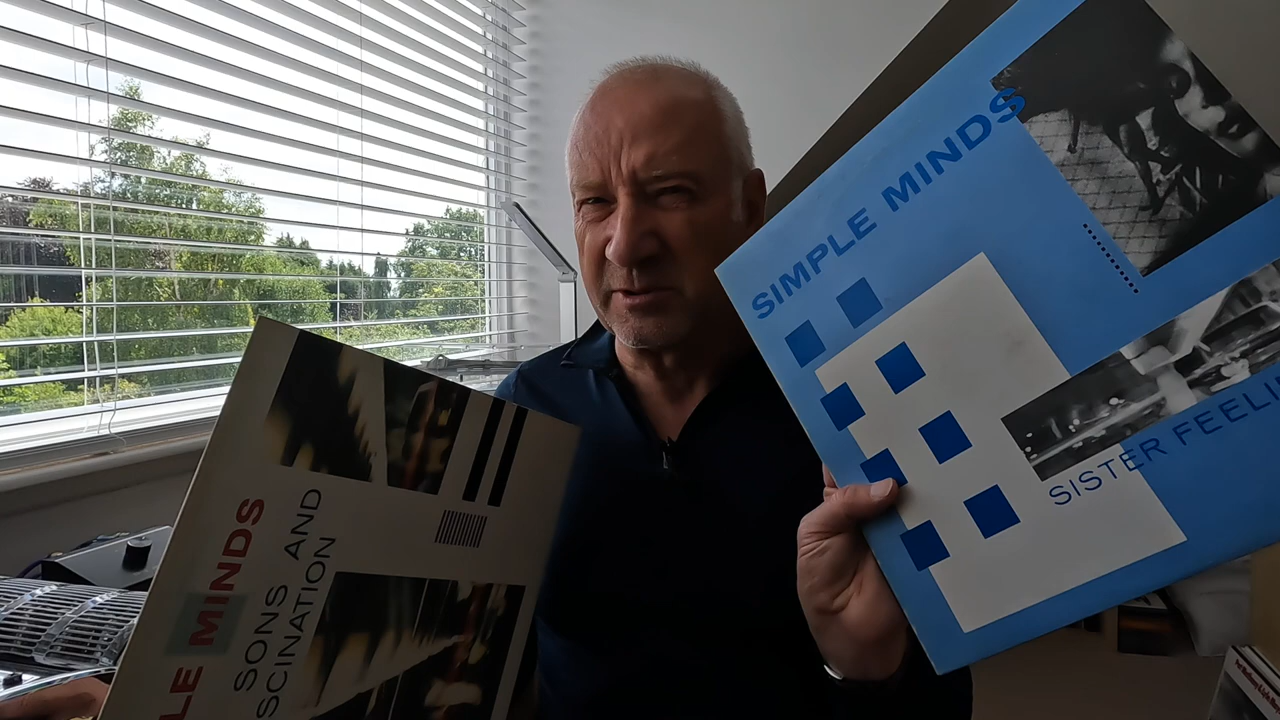 LE MINDS
SONS AND
SCINATION
SIMPLE MINDS
SISTER FEELI